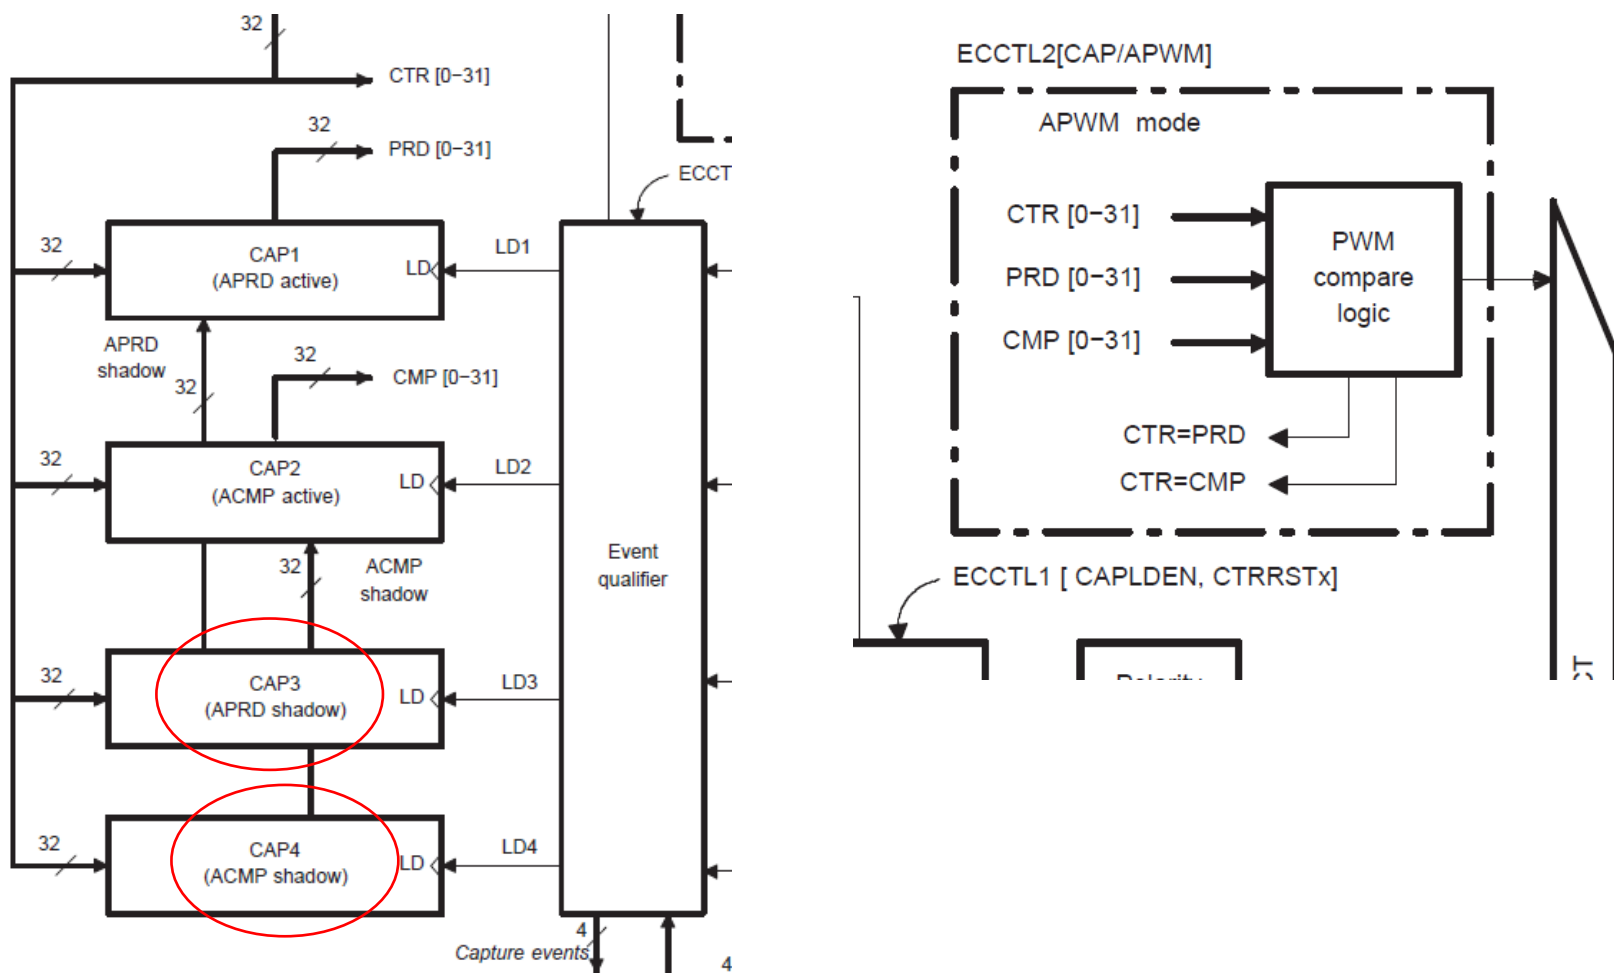 32
CTR [0−31]
32
PRD [0−31]
ECCT
32
CAP1
(APRD active)
LD
LD1
APRD
shadow
32
32
CMP [0−31]
32
CAP2
(ACMP active)
LD
LD2
32
ACMP
shadow
Event
qualifier
32
CAP3
(APRD shadow)
LD
LD3
32
CAP4
(ACMP shadow)
LD
LD4
4
Capture events
4
ECCTL2[CAP/APWM]
APWM mode
CTR [0−31]
PRD [0−31]
CMP [0−31]
PWM
compare
logic
CTR=PRD
CTR=CMP
ECCTL1 [ CAPLDEN, CTRRSTx]
Polarity
CT